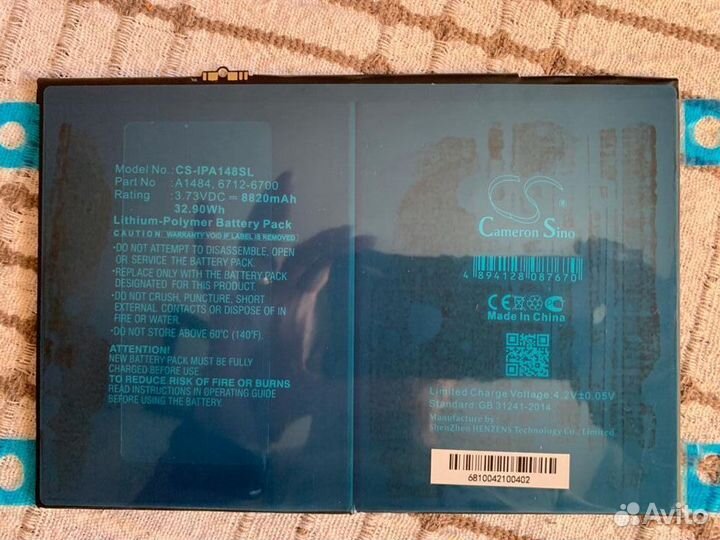 Model No.: CS-IPA148SL
Part No : A1484, 6712-6700
Rating : 3.73VDC ⎓ 8820mAh
32.90Wh
Lithium-Polymer Battery Pack
CAUTION: WARRANTY VOID IF LABEL IS REMOVED
•DO NOT ATTEMPT TO DISASSEMBLE, OPEN
OR SERVICE THE BATTERY PACK.
•REPLACE ONLY WITH THE BATTERY PACK
DESIGNATED FOR THIS PRODUCT.
•DO NOT CRUSH, PUNCTURE, SHORT
EXTERNAL CONTACTS OR DISPOSE OF IN
FIRE OR WATER.
•DO NOT STORE ABOVE 60°C (140°F).
ATTENTION!
NEW BATTERY PACK MUST BE FULLY
CHARGED BEFORE USE.
TO REDUCE RISK OF FIRE OR BURNS
READ INSTRUCTIONS IN OPERATING GUIDE
BEFORE USING THE BATTERY.
CS ®
Cameron Sino
4 894128 087670
CE FC
Made In China
Limited Charge Voltage: 4.2V±0.05V
Standard: GB 31241-2014
Manufacture by:
ShenZhen HENZENS Technology Co., Limited.
6810042100402
Avito